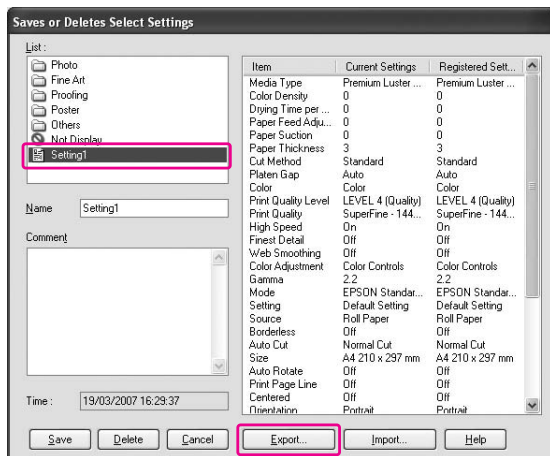 Saves or Deletes Select Settings
List :
Photo
Fine Art
Proofing
Poster
Others
Not Display
Setting1
Name Setting1
Comment
Time : 19/03/2007 16:29:37
Item Current Settings Registered Sett...
Media Type Premium Luster ... Premium Luster ...
Color Density 0 0
Drying Time per ... 0 0
Paper Feed Adju... 0 0
Paper Suction 0 0
Paper Thickness 3 3
Cut Method Standard Standard
Platen Gap Auto Auto
Color Color Color
Print Quality Level LEVEL 4 (Quality) LEVEL 4 (Quality)
Print Quality SuperFine - 144... SuperFine - 144...
High Speed On On
Finest Detail Off Off
Web Smoothing Off Off
Color Adjustment Color Controls Color Controls
Gamma 2.2 2.2
Mode EPSON Standar... EPSON Standar...
Setting Default Setting Default Setting
Source Roll Paper Roll Paper
Borderless Off Off
Auto Cut Normal Cut Normal Cut
Size A4 210 x 297 mm A4 210 x 297 mm
Auto Rotate Off Off
Print Page Line Off Off
Centered Off Off
Orientation Portrait Portrait
Save Delete Cancel Export... Import... Help